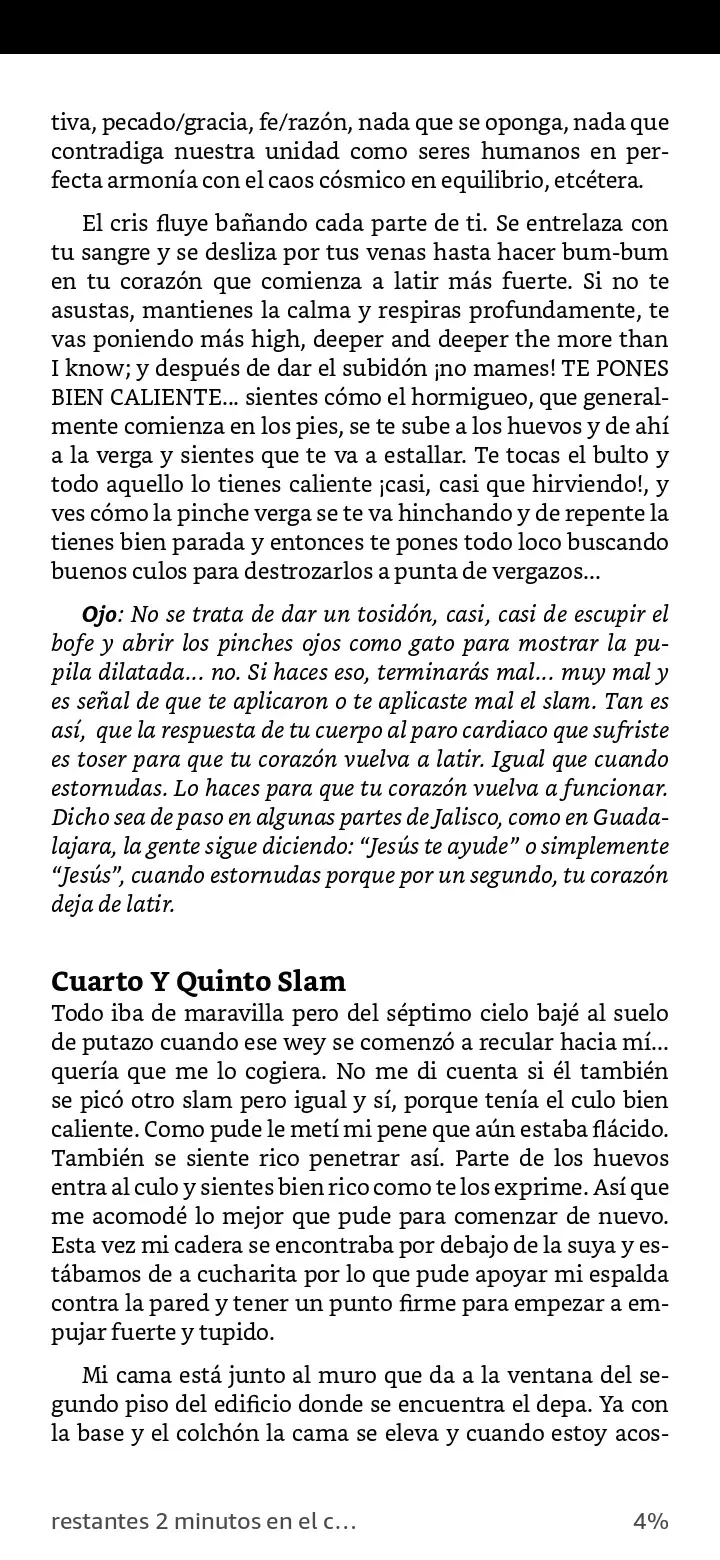 tiva, pecado/gracia, fe/razón, nada que se oponga, nada que
contradiga nuestra unidad como seres humanos en per-
fecta armonía con el caos cósmico en equilibrio, etcétera.
El cris fluye bañando cada parte de ti. Se entrelaza con
tu sangre y se desliza por tus venas hasta hacer bum-bum
en tu corazón que comienza a latir más fuerte. Si no te
asustas, mantienes la calma y respiras profundamente, te
vas poniendo más high, deeper and deeper the more than
I know; y después de dar el subidón ¡no mames! TE PONES
BIEN CALIENTE... sientes cómo el hormigueo, que general-
mente comienza en los pies, se te sube a los huevos y de ahí
a la verga y sientes que te va a estallar. Te tocas el bulto y
todo aquello lo tienes caliente ¡casi, casi que hirviendo!, y
ves cómo la pinche verga se te va hinchando y de repente la
tienes bien parada y entonces te pones todo loco buscando
buenos culos para destrozarlos a punta de vergazos...
Ojo: No se trata de dar un tosidón, casi, casi de escupir el
bofe y abrir los pinches ojos como gato para mostrar la pu-
pila dilatada... no. Si haces eso, terminarás mal... muy mal y
es señal de que te aplicaron o te aplicaste mal el slam. Tan es
así, que la respuesta de tu cuerpo al paro cardiaco que sufriste
es toser para que tu corazón vuelva a latir. Igual que cuando
estornudas. Lo haces para que tu corazón vuelva a funcionar.
Dicho sea de paso en algunas partes de Jalisco, como en Guada-
lajara, la gente sigue diciendo: “Jesús te ayude” o simplemente
“Jesús”, cuando estornudas porque por un segundo, tu corazón
deja de latir.
Cuarto Y Quinto Slam
Todo iba de maravilla pero del séptimo cielo bajé al suelo
de putazo cuando ese wey se comenzó a recular hacia mí...
quería que me lo cogiera. No me di cuenta si él también
se picó otro slam pero igual y sí, porque tenía el culo bien
caliente. Como pude le metí mi pene que aún estaba flácido.
También se siente rico penetrar así. Parte de los huevos
entra al culo y sientes bien rico como te los exprime. Así que
me acomodé lo mejor que pude para comenzar de nuevo.
Esta vez mi cadera se encontraba por debajo de la suya y es-
tábamos de a cucharita por lo que pude apoyar mi espalda
contra la pared y tener un punto firme para empezar a em-
pujar fuerte y tupido.
Mi cama está junto al muro que da a la ventana del se-
gundo piso del edificio donde se encuentra el depa. Ya con
la base y el colchón la cama se eleva y cuando estoy acos-
restantes 2 minutos en el c...
4%